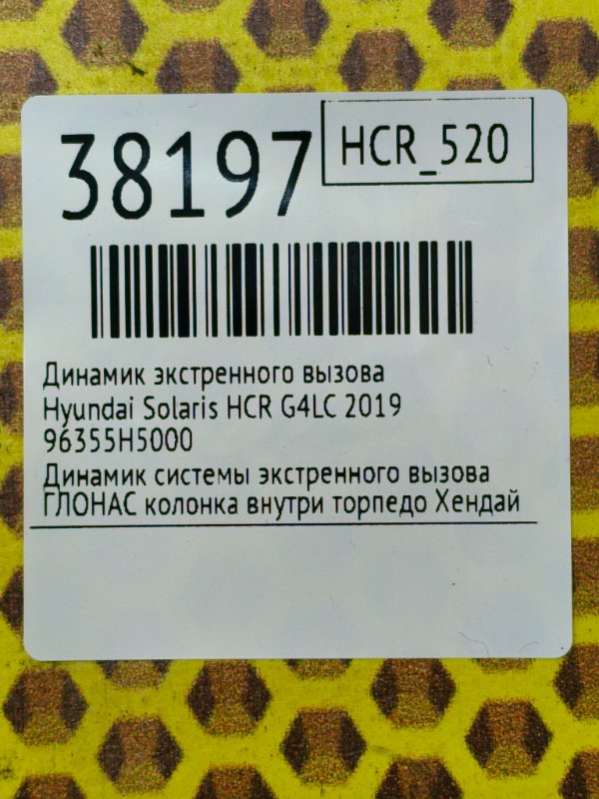 38197
HCR_520
Динамик экстренного вызова
Hyundai Solaris HCR G4LC 2019
96355H5000
Динамик системы экстренного вызова
ГЛОНАС колонка внутри торпедо Хендай